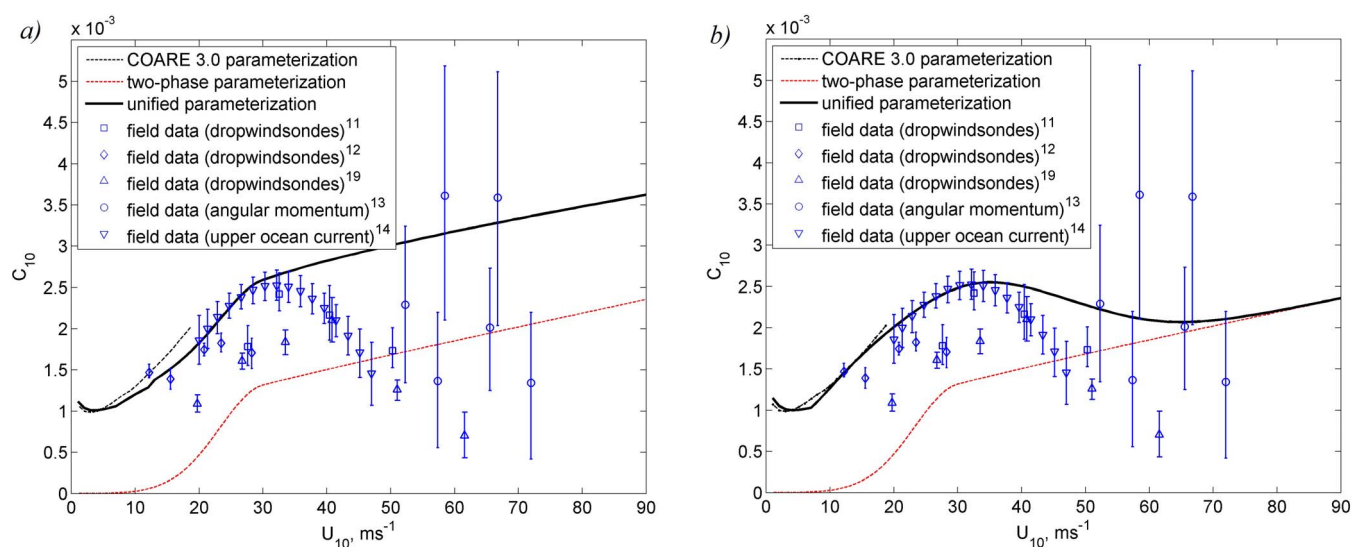 a)
x 10⁻³
COARE 3.0 parameterization
two-phase parameterization
unified parameterization
field data (dropwindsondes)¹¹
field data (dropwindsondes)¹²
field data (dropwindsondes)¹⁹
field data (angular momentum)¹³
field data (upper ocean current)¹⁴
5
4.5
4
3.5
3
2.5
2
1.5
1
0.5
0
C₁₀
0 10 20 30 40 50 60 70 80 90
U₁₀, ms⁻¹
b)
x 10⁻³
COARE 3.0 parameterization
two-phase parameterization
unified parameterization
field data (dropwindsondes)¹¹
field data (dropwindsondes)¹²
field data (dropwindsondes)¹⁹
field data (angular momentum)¹³
field data (upper ocean current)¹⁴
5
4.5
4
3.5
3
2.5
2
1.5
1
0.5
0
C₁₀
0 10 20 30 40 50 60 70 80 90
U₁₀, ms⁻¹